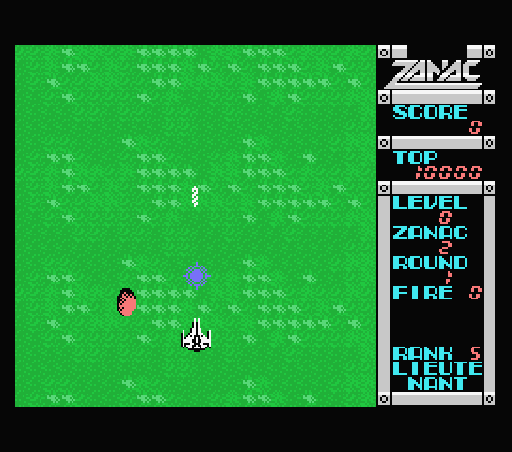 ZANAC
SCORE
0
TOP
10000
LEVEL
0
ZANAC
2
ROUND
1
FIRE 0
RANK 5
LIEUTE
NANT